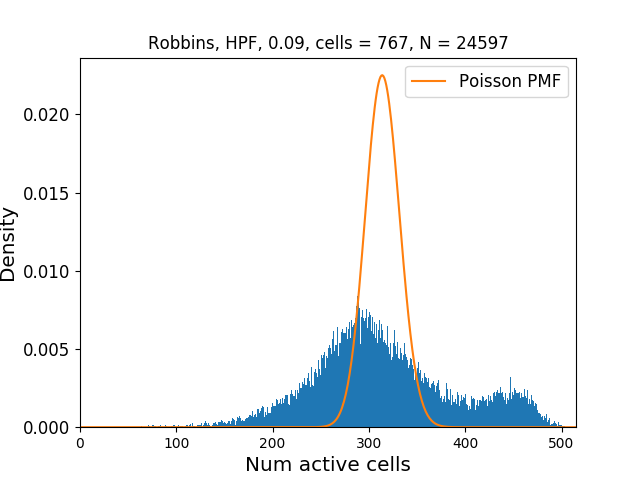 Robbins, HPF, 0.09, cells = 767, N = 24597
Poisson PMF
0.020
0.015
0.010
0.005
0.000
Density
0 100 200 300 400 500
Num active cells